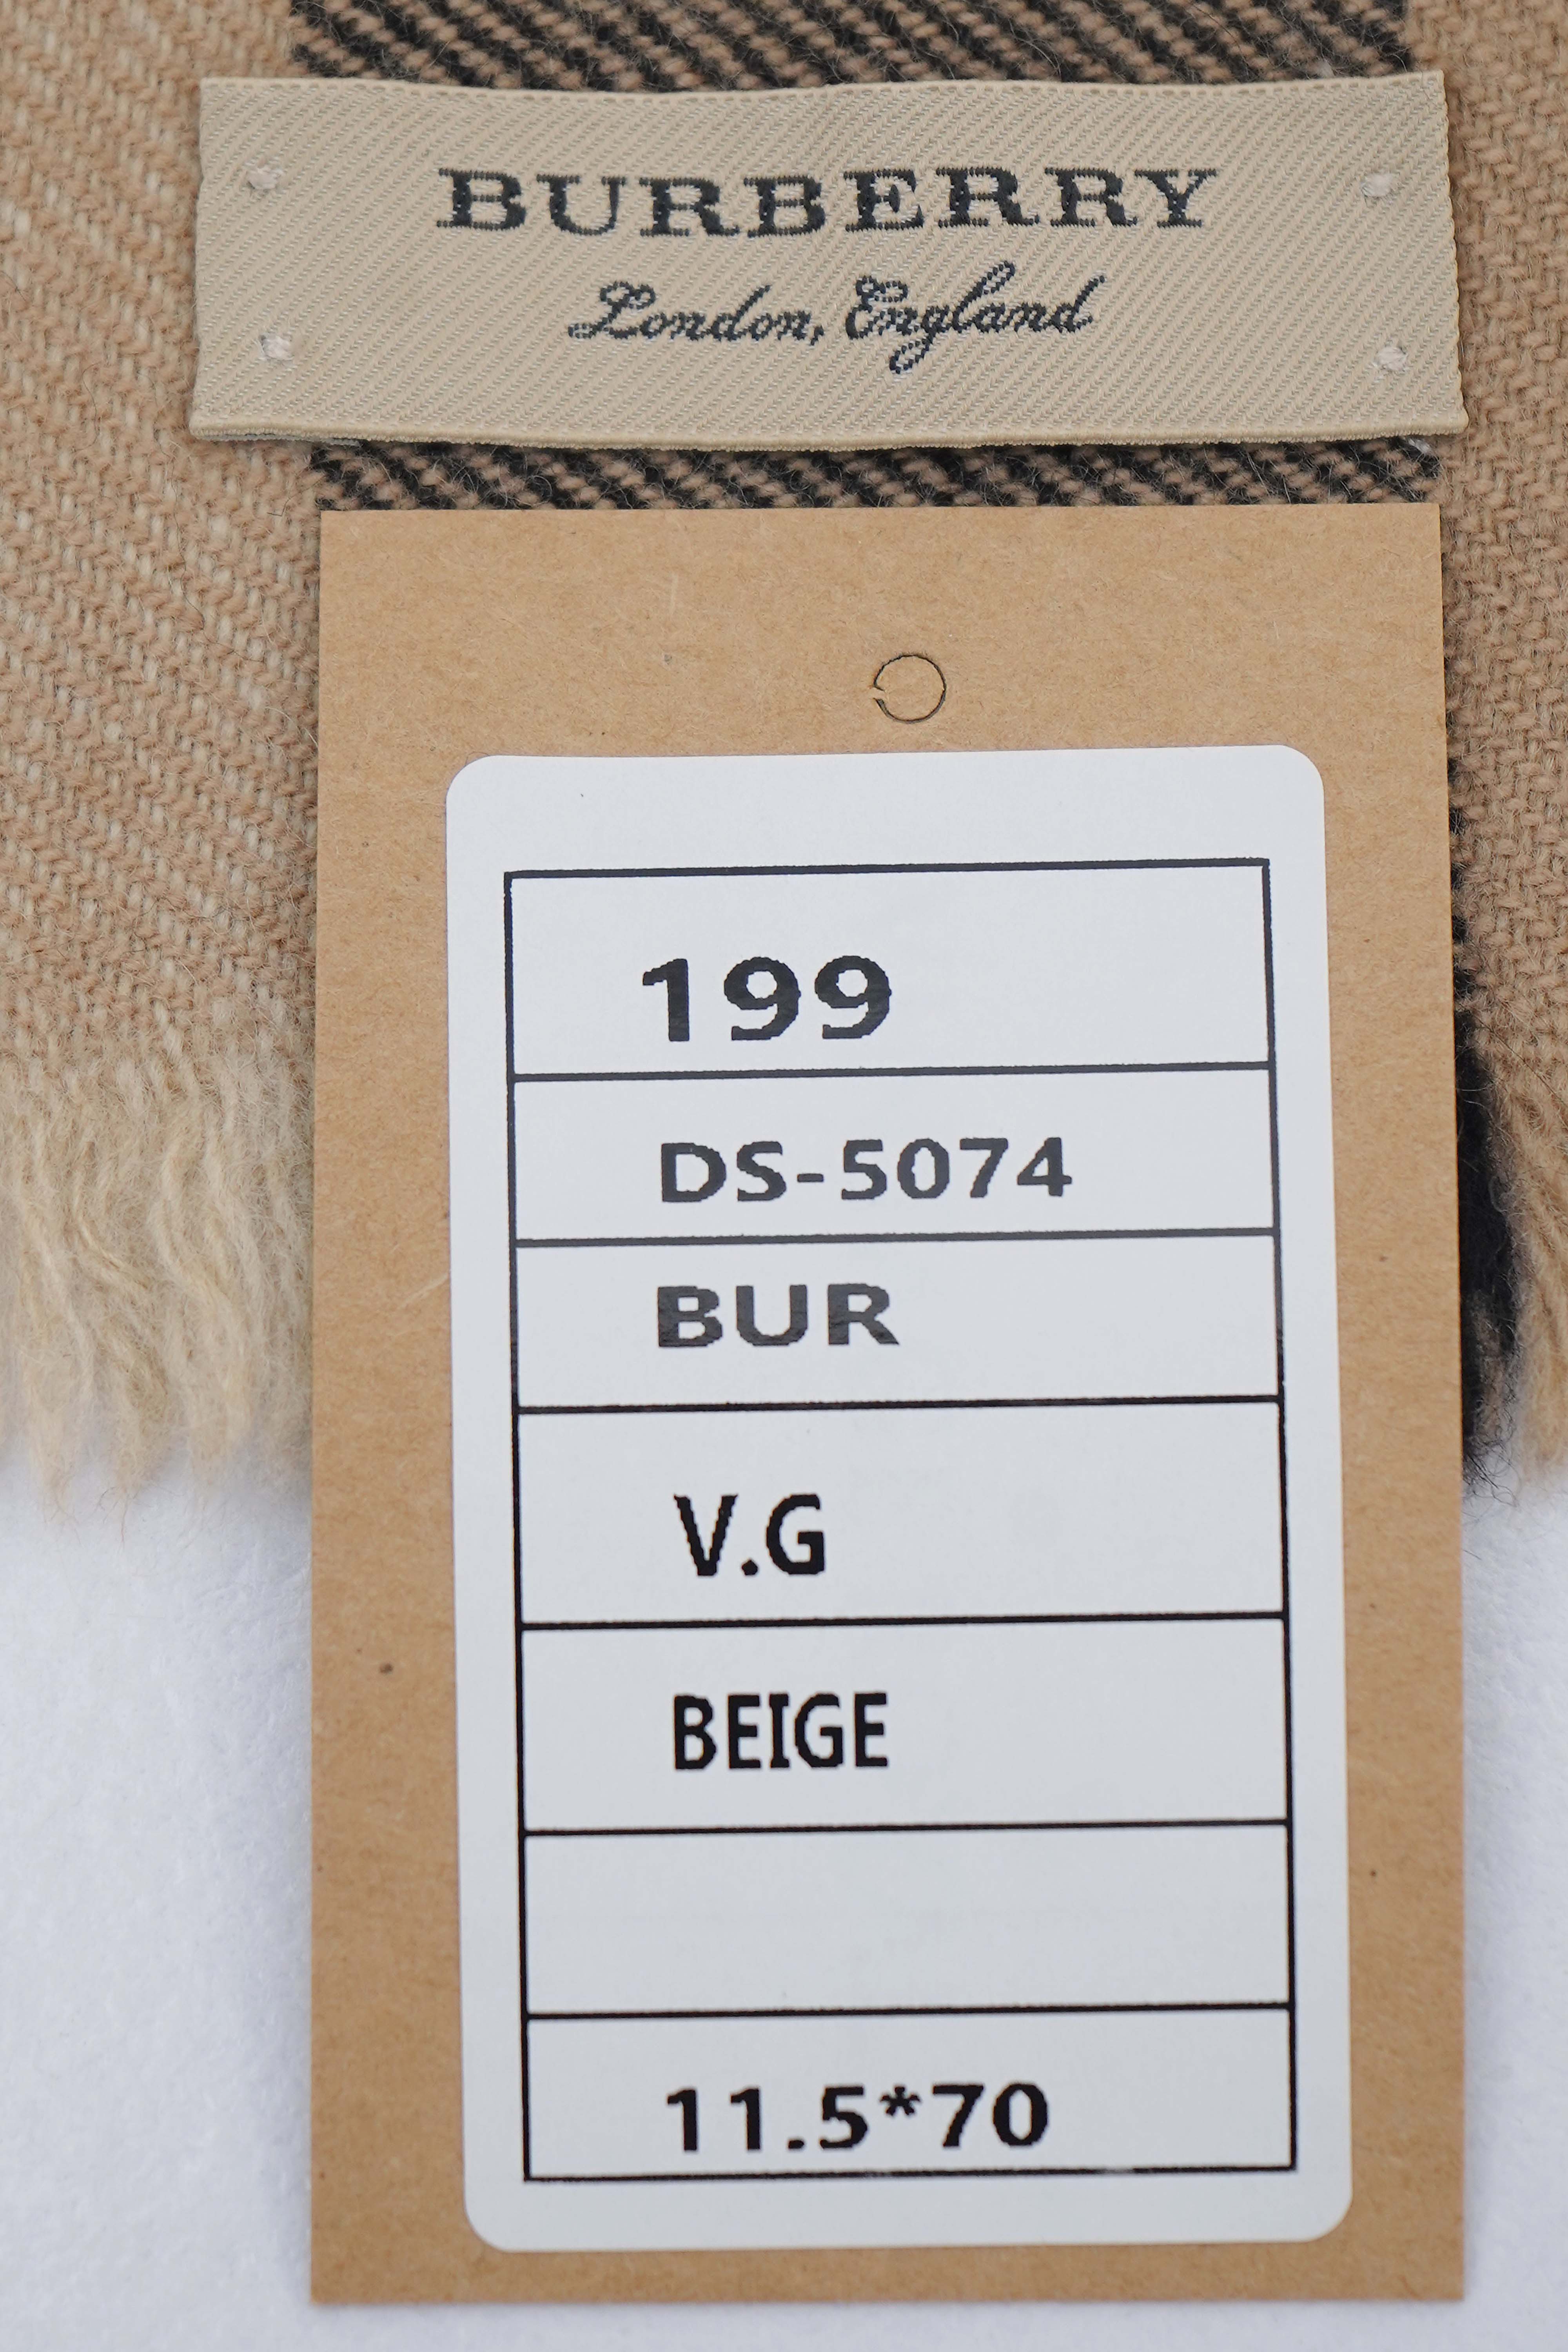 BURBERRY
London, England
199
DS-5074
BUR
V.G
BEIGE
11.5*70